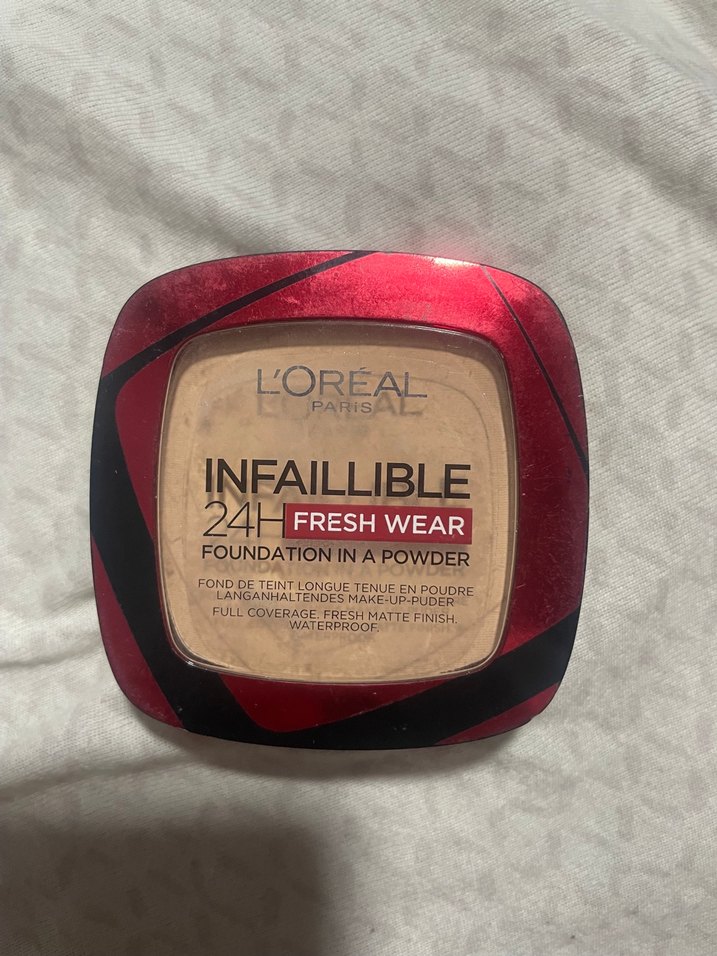 L'ORÉAL
PARIS
INFAILLIBLE
24H FRESH WEAR
FOUNDATION IN A POWDER
FOND DE TEINT LONGUE TENUE EN POUDRE
LANGANHALTENDES MAKE-UP-PUDER
FULL COVERAGE. FRESH MATTE FINISH.
WATERPROOF.